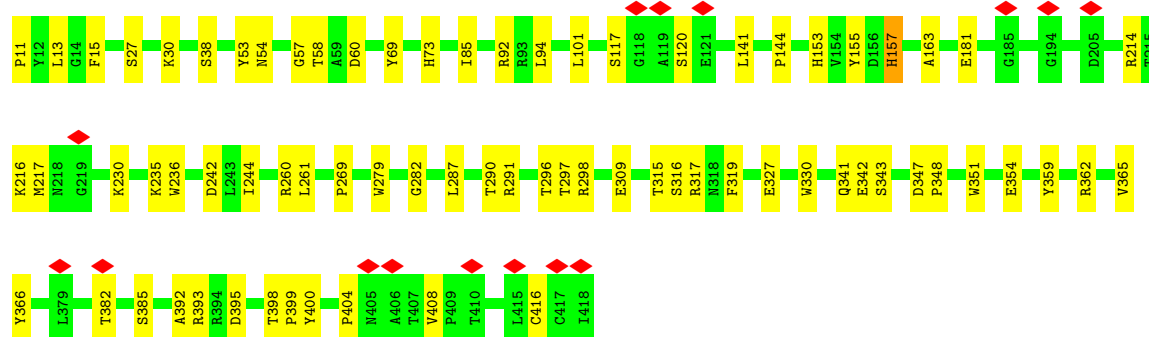 P11 Y12 L13 G14 F15 S27 K30 S38 Y53 N54 G57 T58 A59 D60 Y69 H73 I85 R92 R93 L94 L101 S117 G118 A119 S120 E121 L141 P144 H153 V154 Y155 D156 H157 A163 E181 G185 G194 D205 R214 T215
K216 M217 N218 G219 K230 K235 W236 D242 L243 I244 R260 L261 P269 W279 G282 L287 T290 R291 T296 T297 R298 E309 T315 S316 R317 N318 F319 E327 W330 Q341 E342 S343 D347 P348 W351 E354 Y359 R362 V365
Y366 L379 T382 S385 A392 R393 R394 D395 T398 P399 Y400 P404 N405 A406 T407 V408 P409 T410 L415 C416 C417 I418